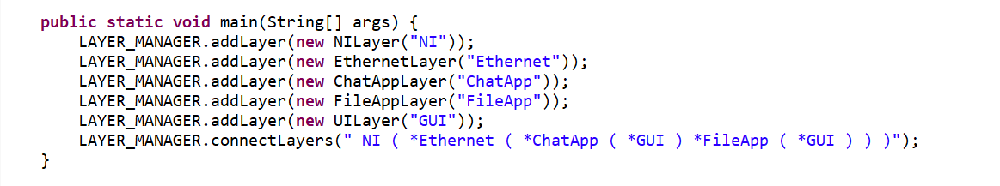 public static void main(String[] args) {
LAYER_MANAGER.addLayer(new NILayer("NI"));
LAYER_MANAGER.addLayer(new EthernetLayer("Ethernet"));
LAYER_MANAGER.addLayer(new ChatAppLayer("ChatApp"));
LAYER_MANAGER.addLayer(new FileAppLayer("FileApp"));
LAYER_MANAGER.addLayer(new UILayer("GUI"));
LAYER_MANAGER.connectLayers(" NI ( *Ethernet ( *ChatApp ( *GUI ) *FileApp ( *GUI ) ) )");
}